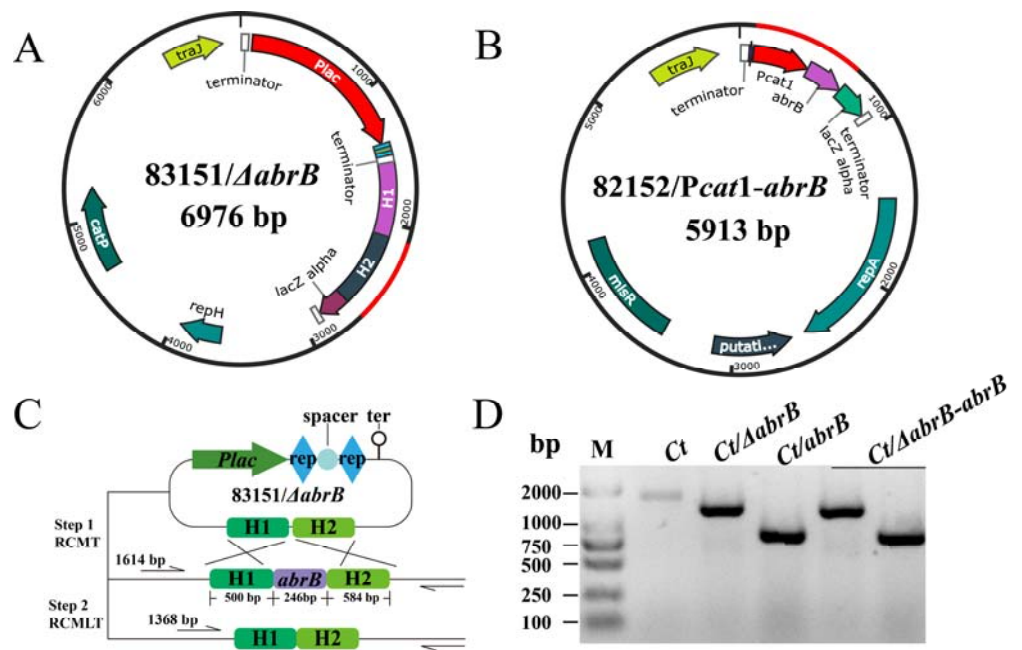 A
traJ
terminator
Plac
1000
terminator
H1
2000
H2
lacZ alpha
3000
repH
4000
catP
5000
6000
83151/ΔabrB
6976 bp
B
traJ
terminator
Pcat1
abrB
lacZ alpha
terminator
1000
repA
2000
putati...
3000
mlsR
4000
5000
82152/Pcat1-abrB
5913 bp
C
spacer ter
Plac rep rep
83151/ΔabrB
H1 H2
Step 1
RCMT
1614 bp
H1 abrB H2
500 bp 246bp 584 bp
Step 2
RCMLT
1368 bp
H1 H2
D
bp M Ct Ct/ΔabrB Ct/abrB Ct/ΔabrB-abrB
2000
1000
750
500
250
100